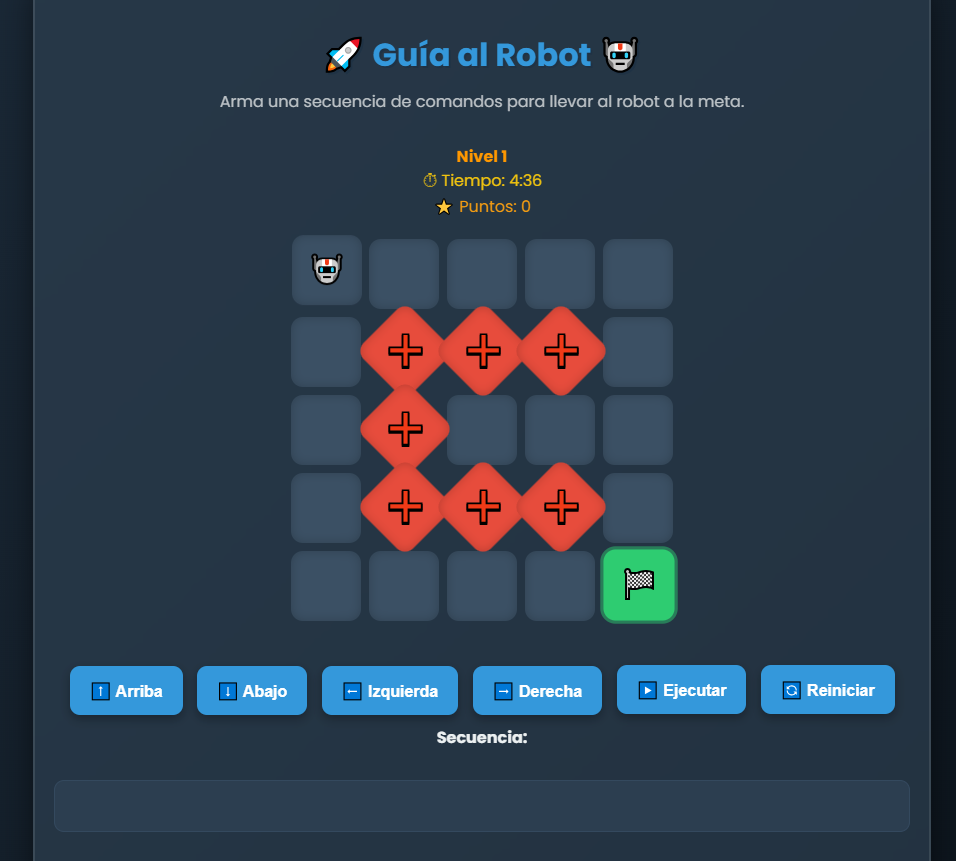 🚀 Guía al Robot 🤖
Arma una secuencia de comandos para llevar al robot a la meta.
Nivel 1
⏱ Tiempo: 4:36
⭐ Puntos: 0
⬆ Arriba
⬇ Abajo
⬅ Izquierda
➡ Derecha
▶ Ejecutar
🔄 Reiniciar
Secuencia: